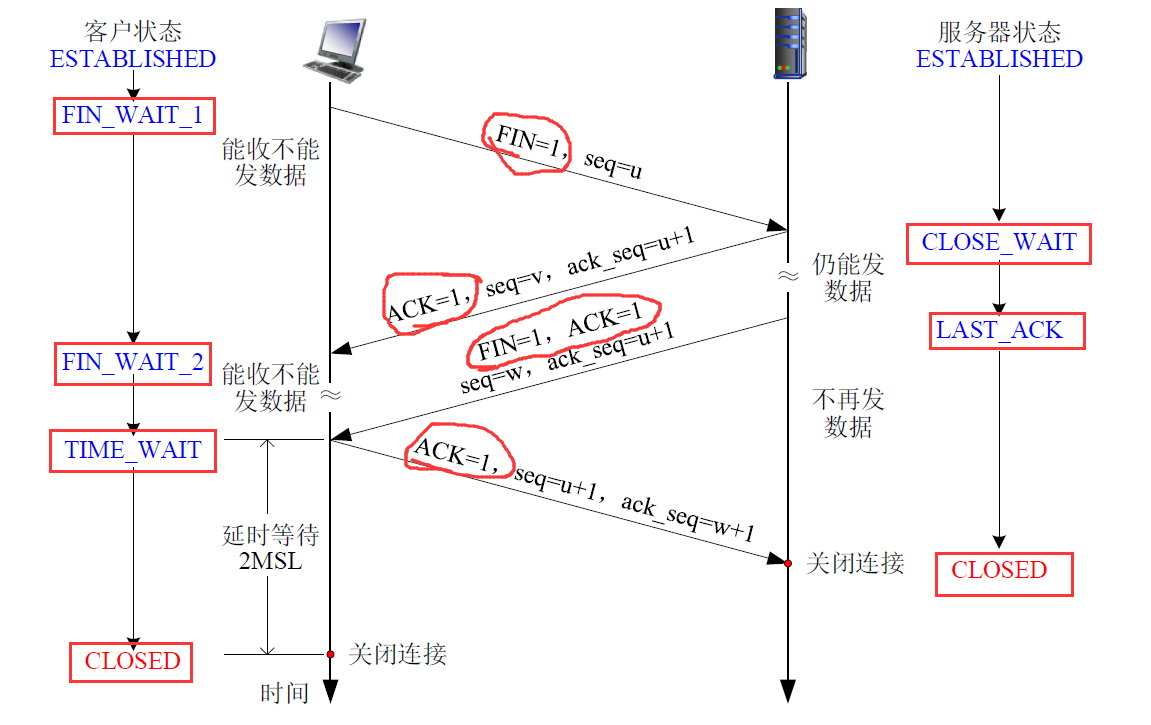 客户状态
ESTABLISHED
服务器状态
ESTABLISHED
FIN_WAIT_1
能收不能
发数据
FIN=1，seq=u
CLOSE_WAIT
ACK=1，seq=v，ack_seq=u+1
仍能发
数据
FIN=1，ACK=1
seq=w，ack_seq=u+1
LAST_ACK
FIN_WAIT_2
能收不能
发数据
≈
≈
不再发
数据
TIME_WAIT
ACK=1，seq=u+1，ack_seq=w+1
延时等待
2MSL
关闭连接
CLOSED
CLOSED
关闭连接
时间